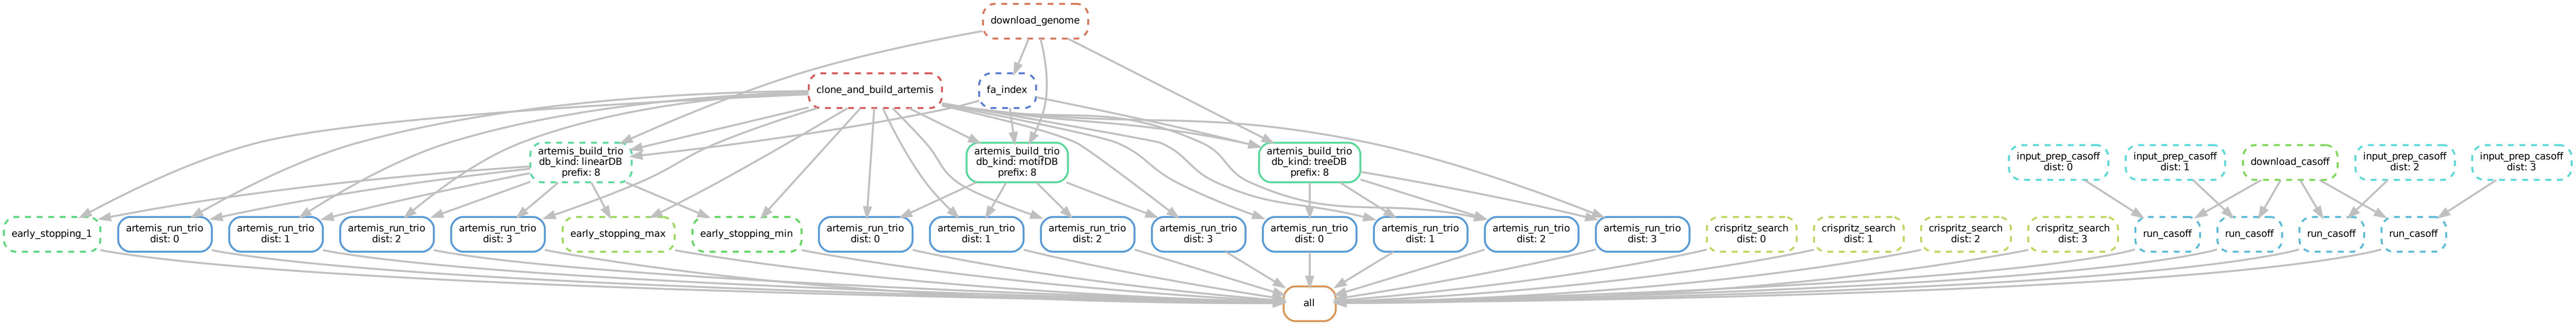 download_genome
clone_and_build_artemis
fa_index
artemis_build_trio
db_kind: linearDB
prefix: 8
artemis_build_trio
db_kind: motifDB
prefix: 8
artemis_build_trio
db_kind: treeDB
prefix: 8
input_prep_casoff
dist: 0
input_prep_casoff
dist: 1
download_casoff
input_prep_casoff
dist: 2
input_prep_casoff
dist: 3
early_stopping_1
artemis_run_trio
dist: 0
artemis_run_trio
dist: 1
artemis_run_trio
dist: 2
artemis_run_trio
dist: 3
early_stopping_max
early_stopping_min
artemis_run_trio
dist: 0
artemis_run_trio
dist: 1
artemis_run_trio
dist: 2
artemis_run_trio
dist: 3
artemis_run_trio
dist: 0
artemis_run_trio
dist: 1
artemis_run_trio
dist: 2
artemis_run_trio
dist: 3
crispritz_search
dist: 0
crispritz_search
dist: 1
crispritz_search
dist: 2
crispritz_search
dist: 3
run_casoff
run_casoff
run_casoff
run_casoff
all